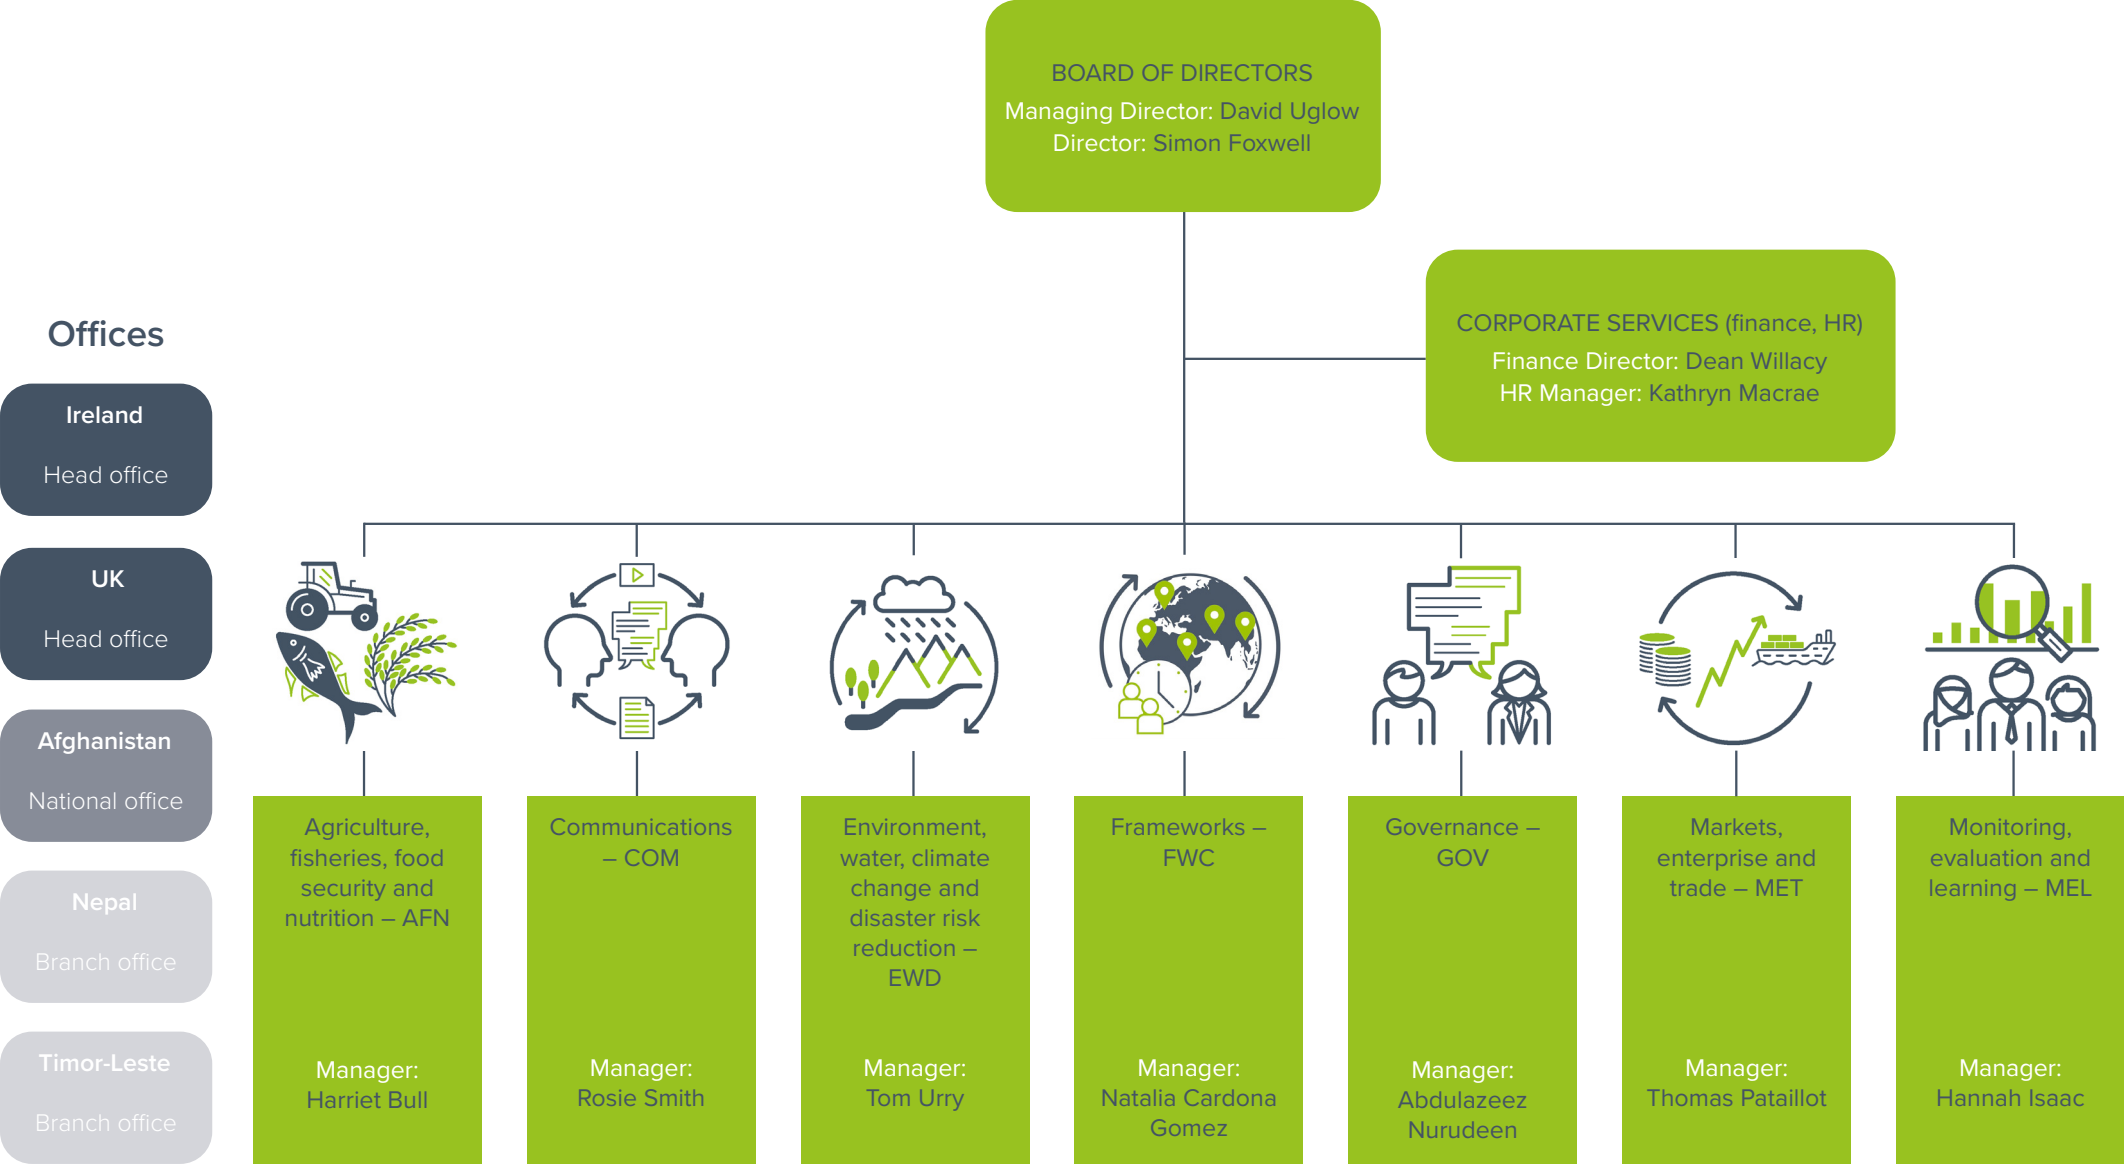 BOARD OF DIRECTORS
Managing Director: David Uglow
Director: Simon Foxwell
CORPORATE SERVICES (finance, HR)
Finance Director: Dean Willacy
HR Manager: Kathryn Macrae
Offices
Ireland
Head office
UK
Head office
Afghanistan
National office
Nepal
Branch office
Timor-Leste
Branch office
Agriculture,
fisheries, food
security and
nutrition – AFN
Manager:
Harriet Bull
Communications
– COM
Manager:
Rosie Smith
Environment,
water, climate
change and
disaster risk
reduction –
EWD
Manager:
Tom Urry
Frameworks –
FWC
Manager:
Natalia Cardona
Gomez
Governance –
GOV
Manager:
Abdulazeez
Nurudeen
Markets,
enterprise and
trade – MET
Manager:
Thomas Pataillot
Monitoring,
evaluation and
learning – MEL
Manager:
Hannah Isaac